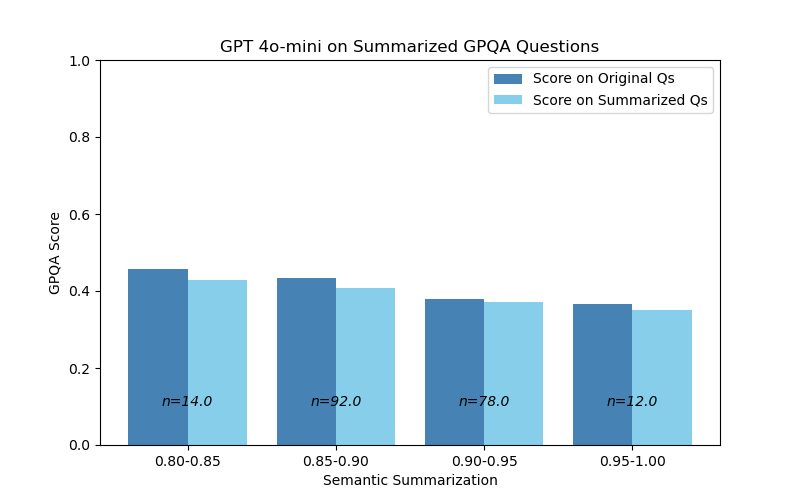 GPT 4o-mini on Summarized GPQA Questions
Score on Original Qs
Score on Summarized Qs
GPQA Score
1.0
0.8
0.6
0.4
0.2
0.0
n=14.0
n=92.0
n=78.0
n=12.0
0.80-0.85
0.85-0.90
0.90-0.95
0.95-1.00
Semantic Summarization